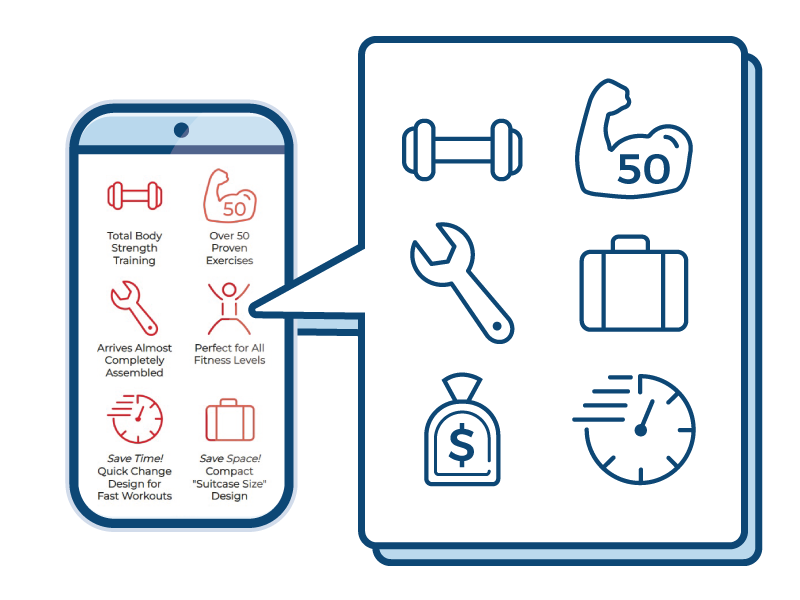 50
Total Body
Strength
Training
Over 50
Proven
Exercises
Arrives Almost
Completely
Assembled
Perfect for All
Fitness Levels
Save Time!
Quick Change
Design for
Fast Workouts
Save Space!
Compact
"Suitcase Size"
Design
50
$